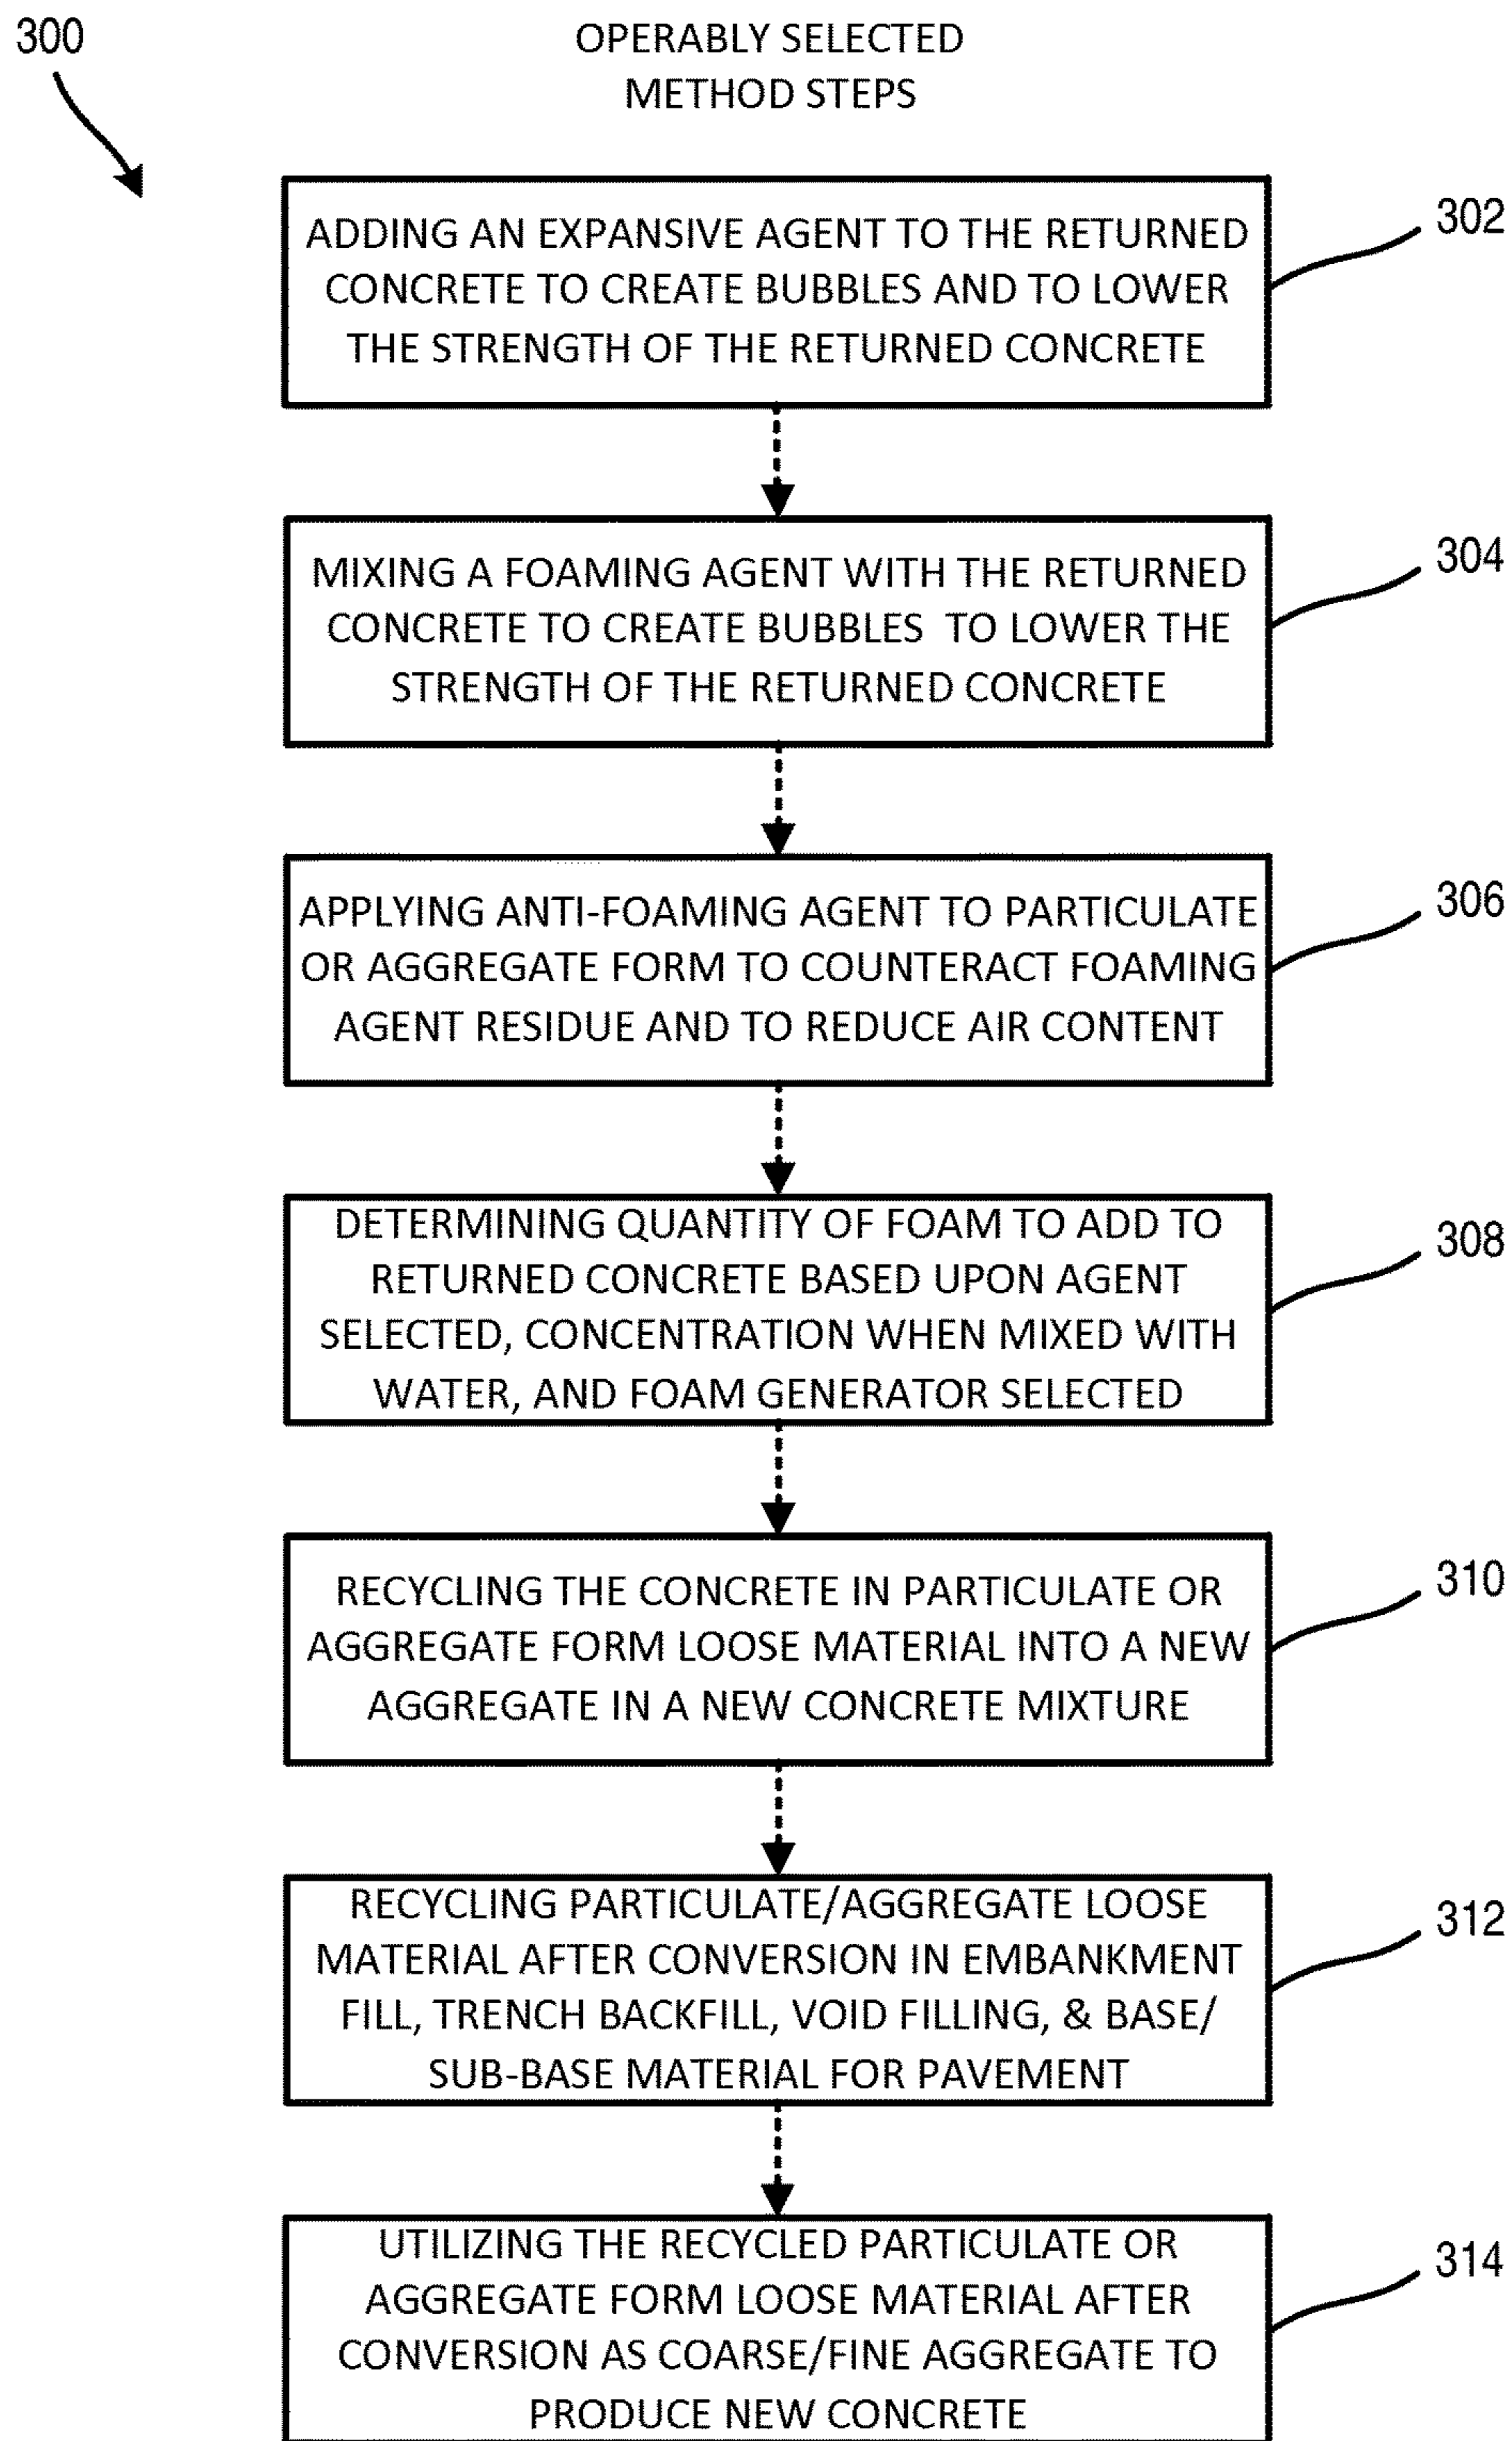 300
OPERABLY SELECTED
METHOD STEPS
ADDING AN EXPANSIVE AGENT TO THE RETURNED
CONCRETE TO CREATE BUBBLES AND TO LOWER
THE STRENGTH OF THE RETURNED CONCRETE
302
MIXING A FOAMING AGENT WITH THE RETURNED
CONCRETE TO CREATE BUBBLES TO LOWER THE
STRENGTH OF THE RETURNED CONCRETE
304
APPLYING ANTI-FOAMING AGENT TO PARTICULATE
OR AGGREGATE FORM TO COUNTERACT FOAMING
AGENT RESIDUE AND TO REDUCE AIR CONTENT
306
DETERMINING QUANTITY OF FOAM TO ADD TO
RETURNED CONCRETE BASED UPON AGENT
SELECTED, CONCENTRATION WHEN MIXED WITH
WATER, AND FOAM GENERATOR SELECTED
308
RECYCLING THE CONCRETE IN PARTICULATE OR
AGGREGATE FORM LOOSE MATERIAL INTO A NEW
AGGREGATE IN A NEW CONCRETE MIXTURE
310
RECYCLING PARTICULATE/AGGREGATE LOOSE
MATERIAL AFTER CONVERSION IN EMBANKMENT
FILL, TRENCH BACKFILL, VOID FILLING, & BASE/
SUB-BASE MATERIAL FOR PAVEMENT
312
UTILIZING THE RECYCLED PARTICULATE OR
AGGREGATE FORM LOOSE MATERIAL AFTER
CONVERSION AS COARSE/FINE AGGREGATE TO
PRODUCE NEW CONCRETE
314